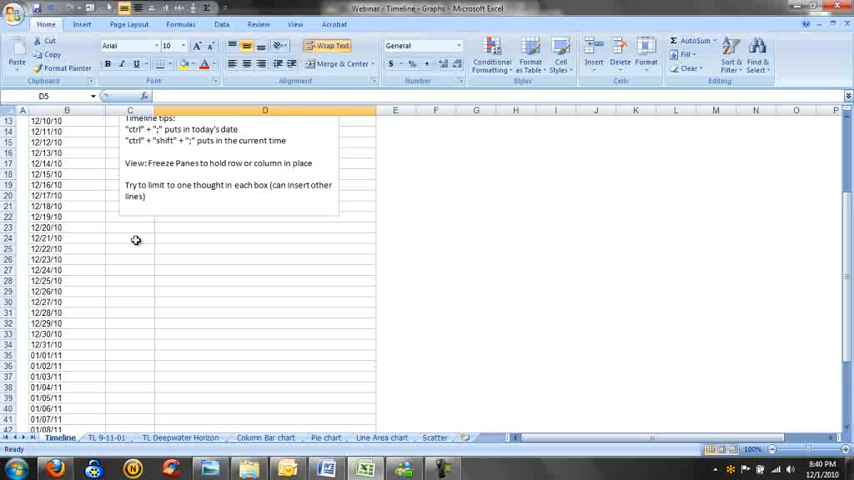 Webinar - Timeline - Graphs - Microsoft Excel
Home Insert Page Layout Formulas Data Review View Acrobat
Cut
Copy
Format Painter
Paste
Clipboard
Arial 10
B I U
Font
Wrap Text
Merge & Center
Alignment
General
$ % ,
Number
Conditional Formatting
Format as Table
Cell Styles
Styles
Insert Delete Format
Cells
AutoSum
Fill
Clear
Sort & Filter
Find & Select
Editing
D5 fx
A B C D E F G H I J K L M N O P
13 12/10/10
14 12/11/10
15 12/12/10
16 12/13/10
17 12/14/10
18 12/15/10
19 12/16/10
20 12/17/10
21 12/18/10
22 12/19/10
23 12/20/10
24 12/21/10
25 12/22/10
26 12/23/10
27 12/24/10
28 12/25/10
29 12/26/10
30 12/27/10
31 12/28/10
32 12/29/10
33 12/30/10
34 12/31/10
35 01/01/11
36 01/02/11
37 01/03/11
38 01/04/11
39 01/05/11
40 01/06/11
41 01/07/11
42 01/08/11
Timeline tips:
"ctrl" + ";" puts in today's date
"ctrl" + "shift" + ";" puts in the current time
View: Freeze Panes to hold row or column in place
Try to limit to one thought in each box (can insert other
lines)
Timeline TL 9-11-01 TL Deepwater Horizon Column Bar chart Pie chart Line Area chart Scatter
100%
8:40 PM
12/1/2010